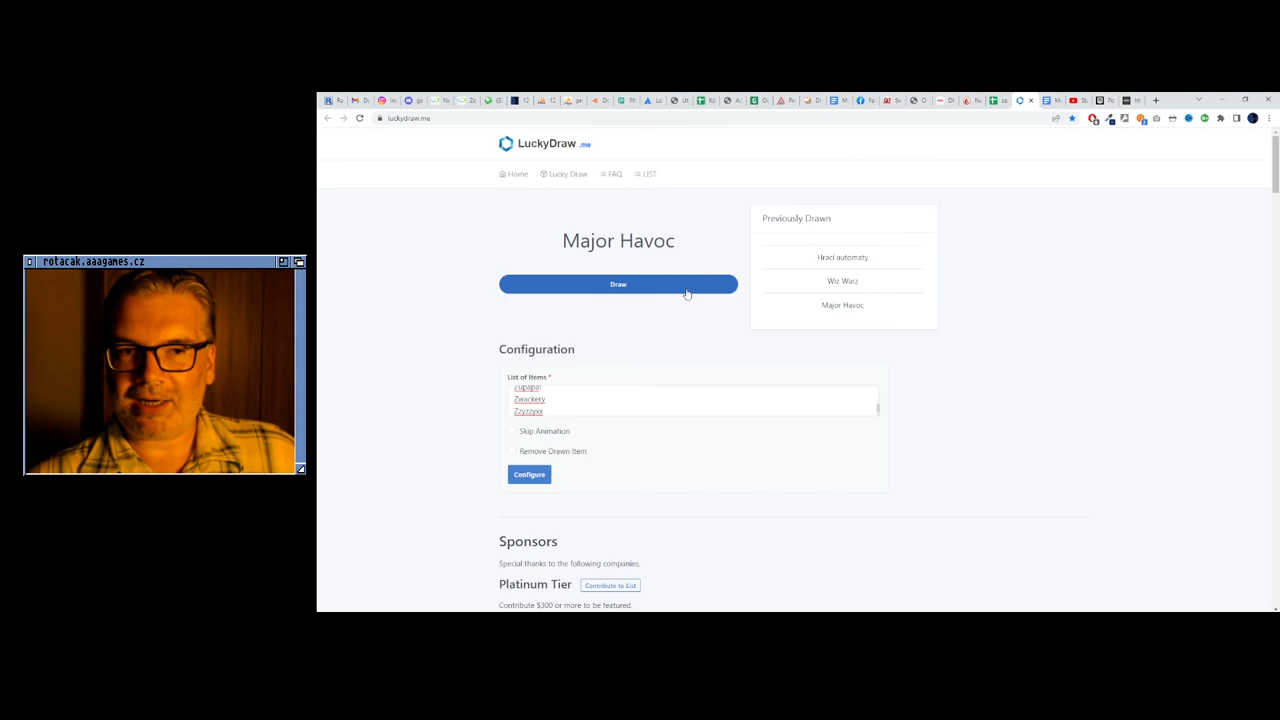 luckydraw.me
LuckyDraw .me
Home
Lucky Draw
FAQ
LIST
Major Havoc
Draw
Previously Drawn
Hrací automaty
Wiz Warz
Major Havoc
rotacak.aaagames.cz
Configuration
List of Items *
Zwackery
Zzyzzyxx
Skip Animation
Remove Drawn Item
Configure
Sponsors
Special thanks to the following companies.
Platinum Tier
Contribute to List
Contribute $300 or more to be featured.